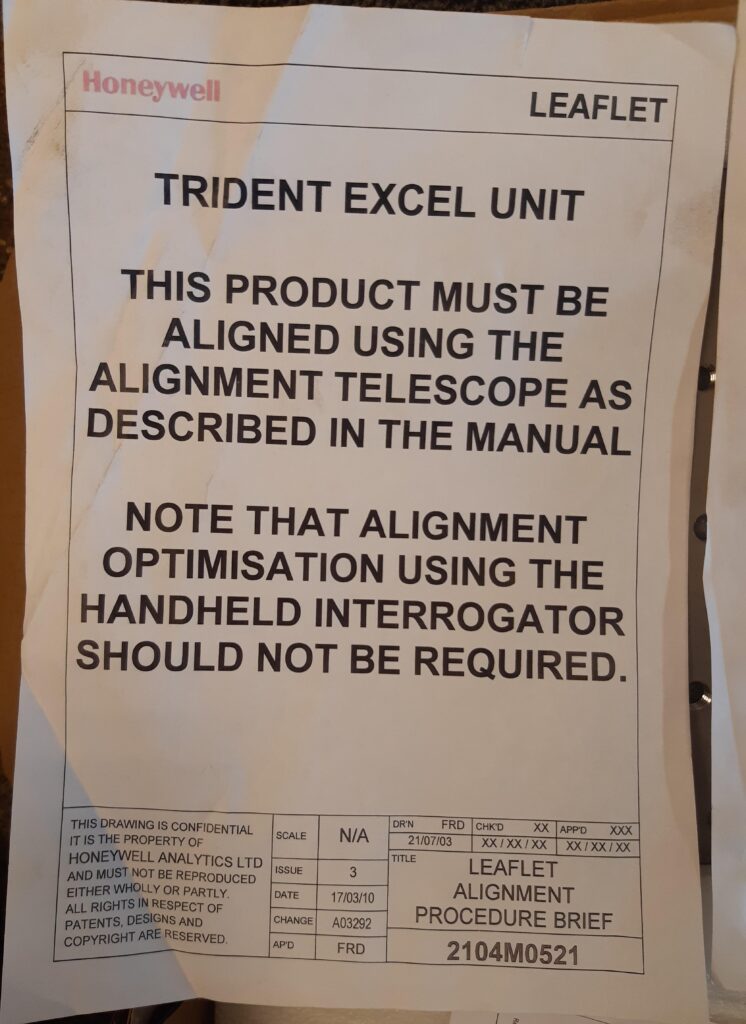 Honeywell
LEAFLET
TRIDENT EXCEL UNIT
THIS PRODUCT MUST BE
ALIGNED USING THE
ALIGNMENT TELESCOPE AS
DESCRIBED IN THE MANUAL
NOTE THAT ALIGNMENT
OPTIMISATION USING THE
HANDHELD INTERROGATOR
SHOULD NOT BE REQUIRED.
THIS DRAWING IS CONFIDENTIAL
IT IS THE PROPERTY OF
HONEYWELL ANALYTICS LTD
AND MUST NOT BE REPRODUCED
EITHER WHOLLY OR PARTLY.
ALL RIGHTS IN RESPECT OF
PATENTS, DESIGNS AND
COPYRIGHT ARE RESERVED.
SCALE N/A
ISSUE 3
DATE 17/03/10
CHANGE A03292
AP'D FRD
DR'N FRD CHK'D XX APP'D XXX
21/07/03 XX / XX / XX XX / XX / XX
TITLE
LEAFLET
ALIGNMENT
PROCEDURE BRIEF
2104M0521